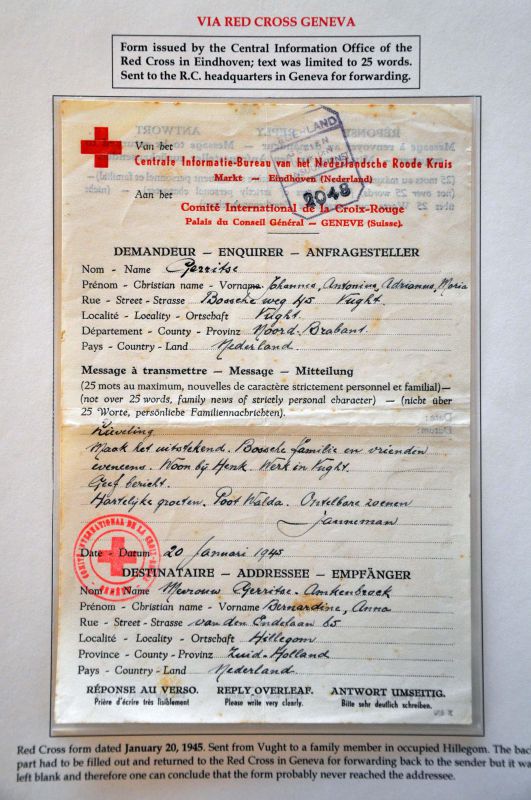 VIA RED CROSS GENEVA
Form issued by the Central Information Office of the
Red Cross in Eindhoven; text was limited to 25 words.
Sent to the R.C. headquarters in Geneva for forwarding.
Van het
Centrale Informatie-Bureau van het Nederlandsche Roode Kruis
Markt — Eindhoven (Nederland)
Aan het
Comité International de la Croix-Rouge
Palais du Conseil Général — GENEVE (Suisse).
2048
DEMANDEUR — ENQUIRER — ANFRAGESTELLER
Nom - Name Gerritse
Prénom - Christian name - Vorname Johannes, Antonius, Adrianus, Maria
Rue - Street - Strasse Bossche weg 45 Vught.
Localité - Locality - Ortschaft Vught
Département - County - Provinz Noord-Brabant
Pays - Country - Land Nederland.
Message à transmettre — Message — Mitteilung
(25 mots au maximum, nouvelles de caractère strictement personnel et familial)—
(not over 25 words, family news of strictly personal character) — (nicht über
25 Worte, persönliche Familiennachrichten).
Lieveling
Maak het uitstekend. Bossche familie en vrienden
eveneens. Woon bij Henk. Werk in Vught.
Geef bericht.
Hartelijke groeten. Poot Walda. Ontelbare zoenen
Janneman
COMITÉ INTERNATIONAL DE LA CROIX-ROUGE
Date - Datum 20 Januari 1945
DESTINATAIRE — ADDRESSEE — EMPFÄNGER
Nom - Name Mevrouw Gerritse-
Prénom - Christian name - Vorname Bernardine, Anna
Rue - Street - Strasse van den Endelaan 65
Localité - Locality - Ortschaft Hillegom
Province - County - Provinz Zuid-Holland
Pays - Country - Land Nederland
RÉPONSE AU VERSO. REPLY OVERLEAF. ANTWORT UMSEITIG.
Prière d'écrire très lisiblement Please write very clearly. Bitte sehr deutlich schreiben.
Red Cross form dated January 20, 1945. Sent from Vught to a family member in occupied Hillegom. The back
part had to be filled out and returned to the Red Cross in Geneva for forwarding back to the sender but it was
left blank and therefore one can conclude that the form probably never reached the addressee.